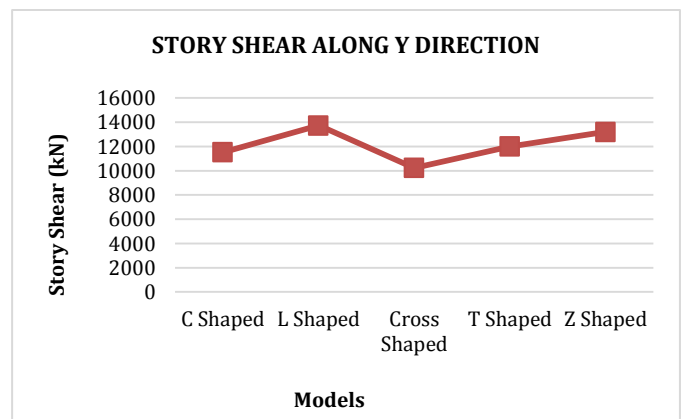 STORY SHEAR ALONG Y DIRECTION
Story Shear (kN)
16000
14000
12000
10000
8000
6000
4000
2000
0
C Shaped L Shaped Cross Shaped T Shaped Z Shaped
Models